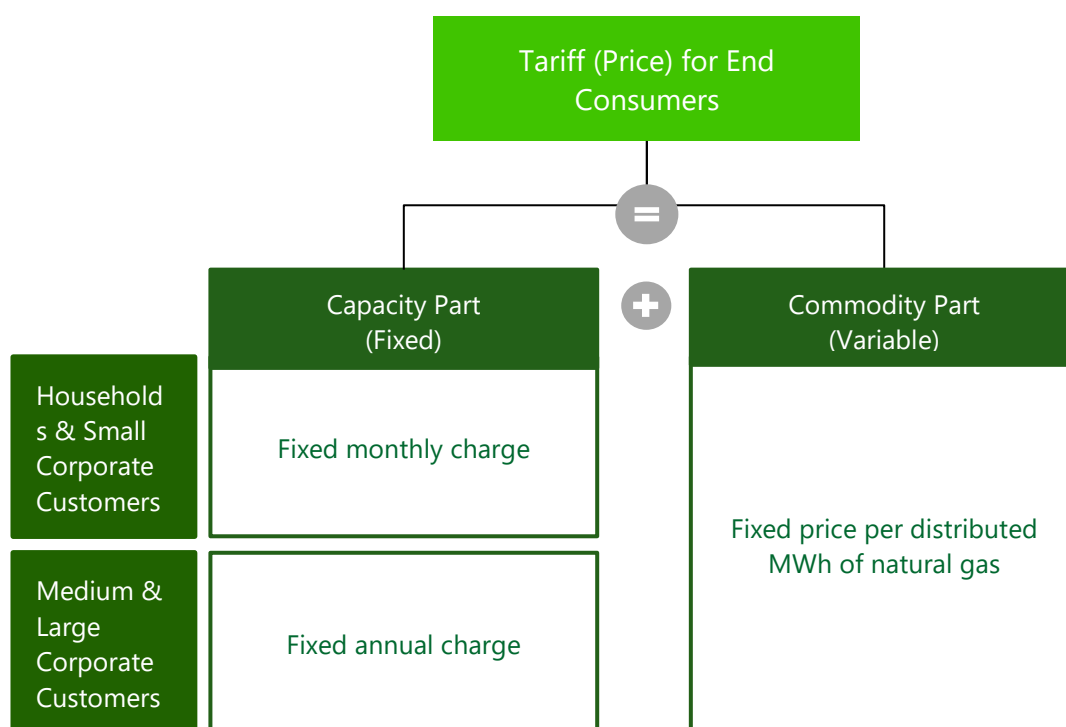 Tariff (Price) for End
Consumers
=
Capacity Part
(Fixed)
+
Commodity Part
(Variable)
Household
s & Small
Corporate
Customers
Fixed monthly charge
Fixed price per distributed
MWh of natural gas
Medium &
Large
Corporate
Customers
Fixed annual charge